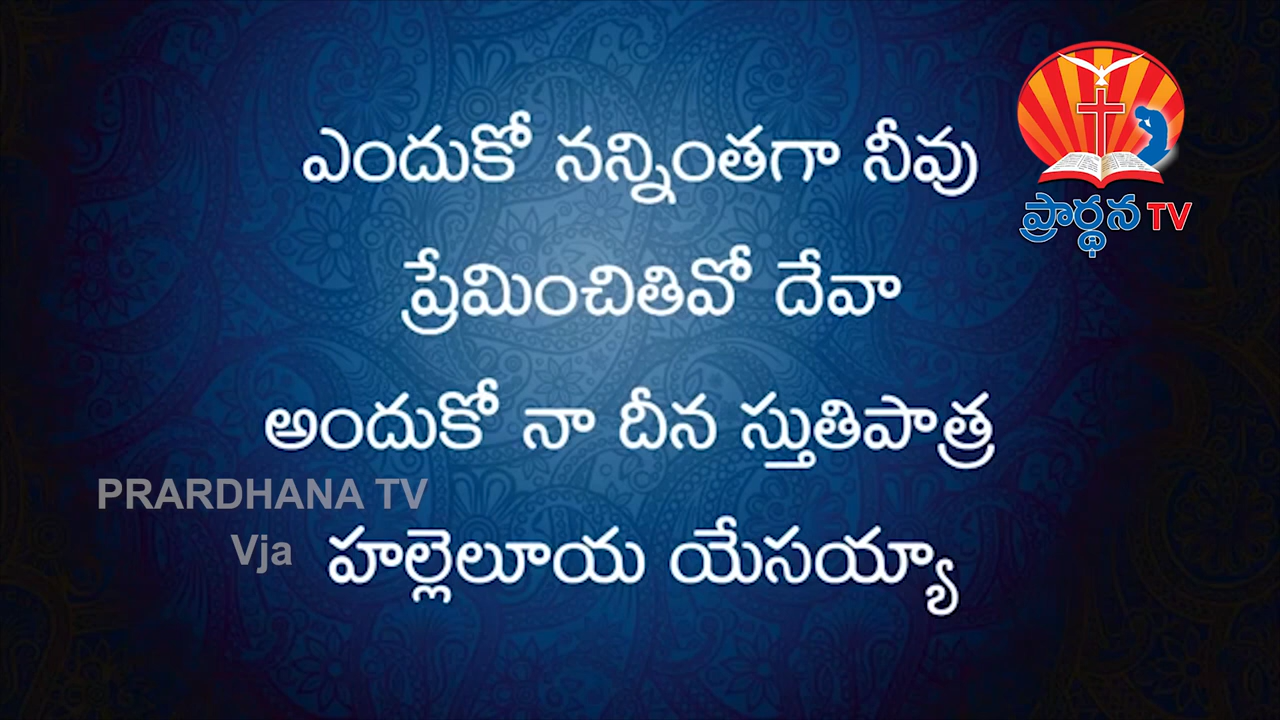 ఎందుకో నన్నింతగా నీవు
ప్రేమించితివో దేవా
అందుకో నా దీన స్తుతిపాత్ర
హల్లెలూయ యేసయ్యా
ప్రార్థన TV
PRARDHANA TV
Vja